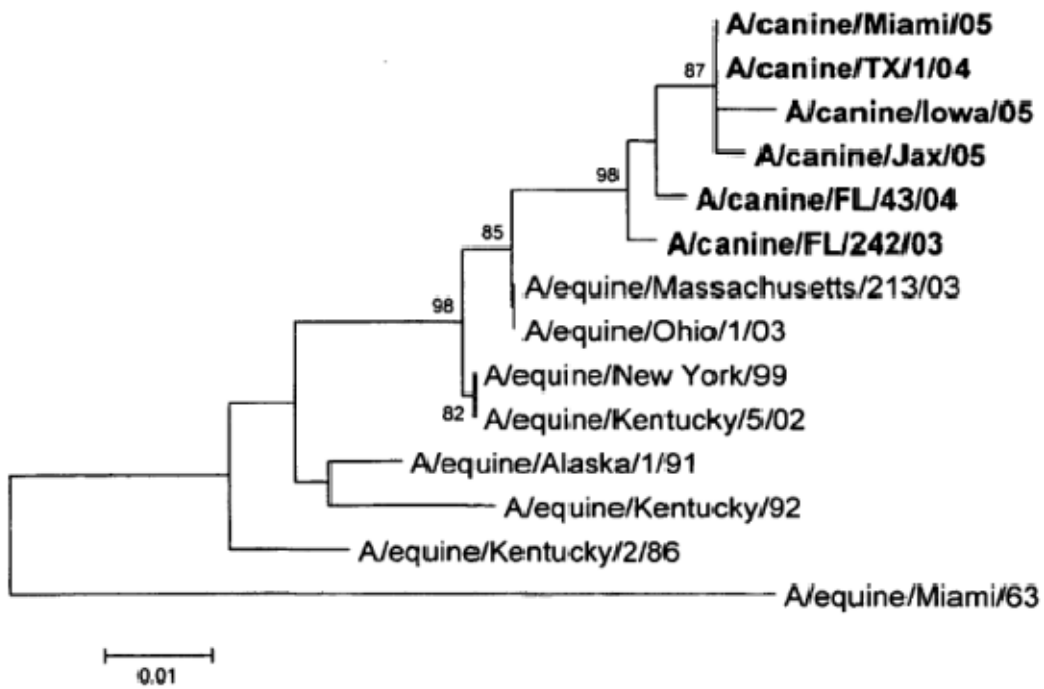 A/canine/Miami/05
87
A/canine/TX/1/04
A/canine/Iowa/05
A/canine/Jax/05
98
A/canine/FL/43/04
85
A/canine/FL/242/03
A/equine/Massachusetts/213/03
98
A/equine/Ohio/1/03
A/equine/New York/99
82
A/equine/Kentucky/5/02
A/equine/Alaska/1/91
A/equine/Kentucky/92
A/equine/Kentucky/2/86
A/equine/Miami/63
0.01